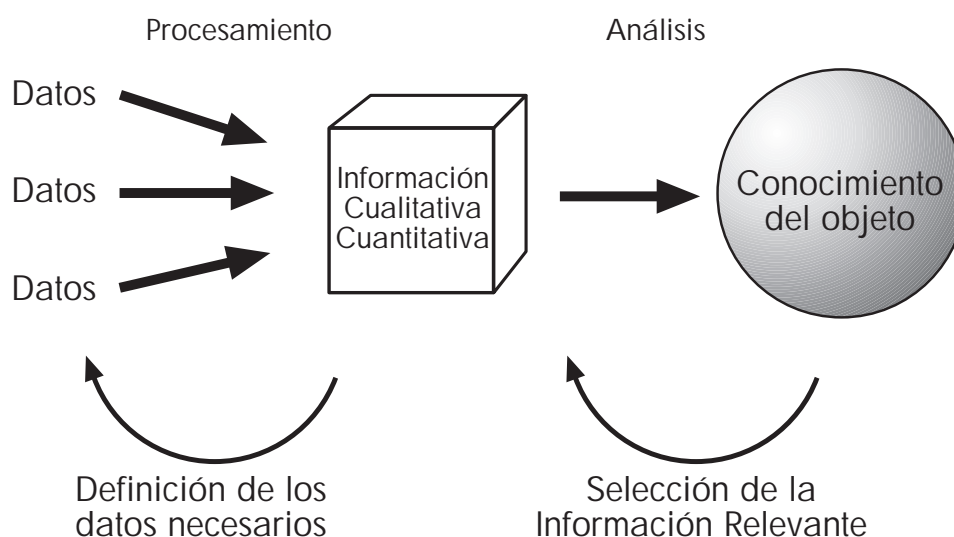 Procesamiento
Análisis
Datos
Datos
Datos
Información
Cualitativa
Cuantitativa
Conocimiento
del objeto
Definición de los
datos necesarios
Selección de la
Información Relevante